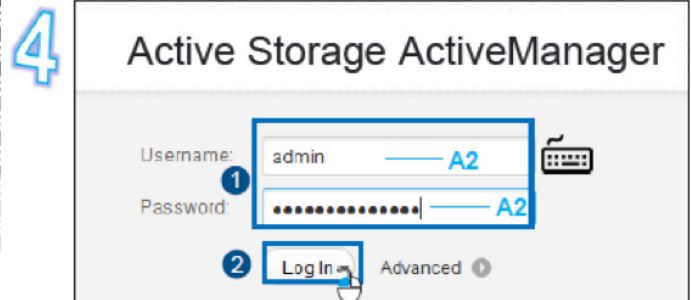 4
Active Storage ActiveManager
Username: admin A2
1
Password: •••••••••••••• A2
2 Log In Advanced